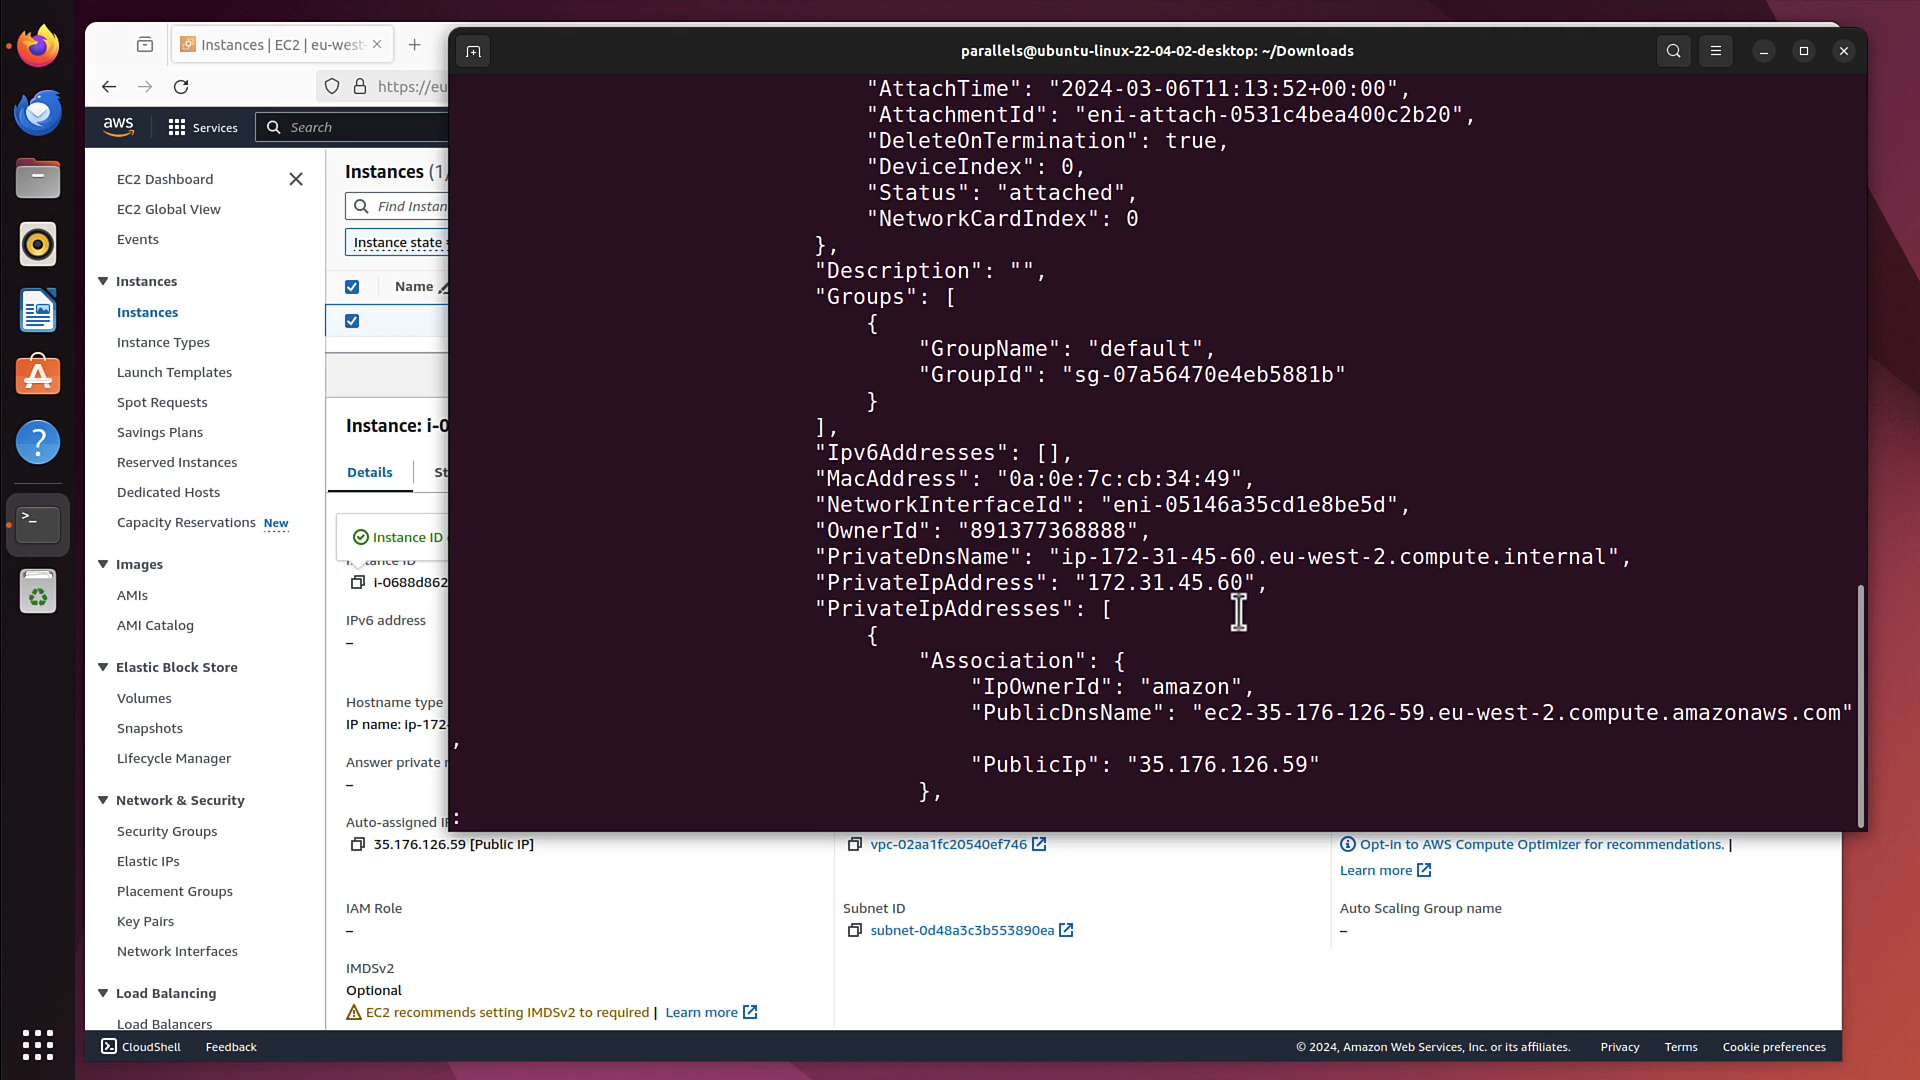 Instances | EC2 | eu-west-
parallels@ubuntu-linux-22-04-02-desktop: ~/Downloads
https://eu
aws
Services
Search
EC2 Dashboard
EC2 Global View
Events
Instances
Instances
Instance Types
Launch Templates
Spot Requests
Savings Plans
Reserved Instances
Dedicated Hosts
Capacity Reservations New
Images
AMIs
AMI Catalog
Elastic Block Store
Volumes
Snapshots
Lifecycle Manager
Network & Security
Security Groups
Elastic IPs
Placement Groups
Key Pairs
Network Interfaces
Load Balancing
Load Balancers
Instances (1/
Find Instan
Instance state
Name
Instance: i-0
Details
St
Instance ID
i-0688d862
IPv6 address
–
Hostname type
IP name: ip-172-
Answer private r
–
Auto-assigned IP
35.176.126.59 [Public IP]
IAM Role
–
IMDSv2
Optional
EC2 recommends setting IMDSv2 to required | Learn more
"AttachTime": "2024-03-06T11:13:52+00:00",
"AttachmentId": "eni-attach-0531c4bea400c2b20",
"DeleteOnTermination": true,
"DeviceIndex": 0,
"Status": "attached",
"NetworkCardIndex": 0
},
"Description": "",
"Groups": [
{
"GroupName": "default",
"GroupId": "sg-07a56470e4eb5881b"
}
],
"Ipv6Addresses": [],
"MacAddress": "0a:0e:7c:cb:34:49",
"NetworkInterfaceId": "eni-05146a35cd1e8be5d",
"OwnerId": "891377368888",
"PrivateDnsName": "ip-172-31-45-60.eu-west-2.compute.internal",
"PrivateIpAddress": "172.31.45.60",
"PrivateIpAddresses": [
{
"Association": {
"IpOwnerId": "amazon",
"PublicDnsName": "ec2-35-176-126-59.eu-west-2.compute.amazonaws.com"
,
"PublicIp": "35.176.126.59"
},
:
vpc-02aa1fc20540ef746
Subnet ID
subnet-0d48a3c3b553890ea
Opt-in to AWS Compute Optimizer for recommendations. |
Learn more
Auto Scaling Group name
–
CloudShell
Feedback
© 2024, Amazon Web Services, Inc. or its affiliates.
Privacy
Terms
Cookie preferences